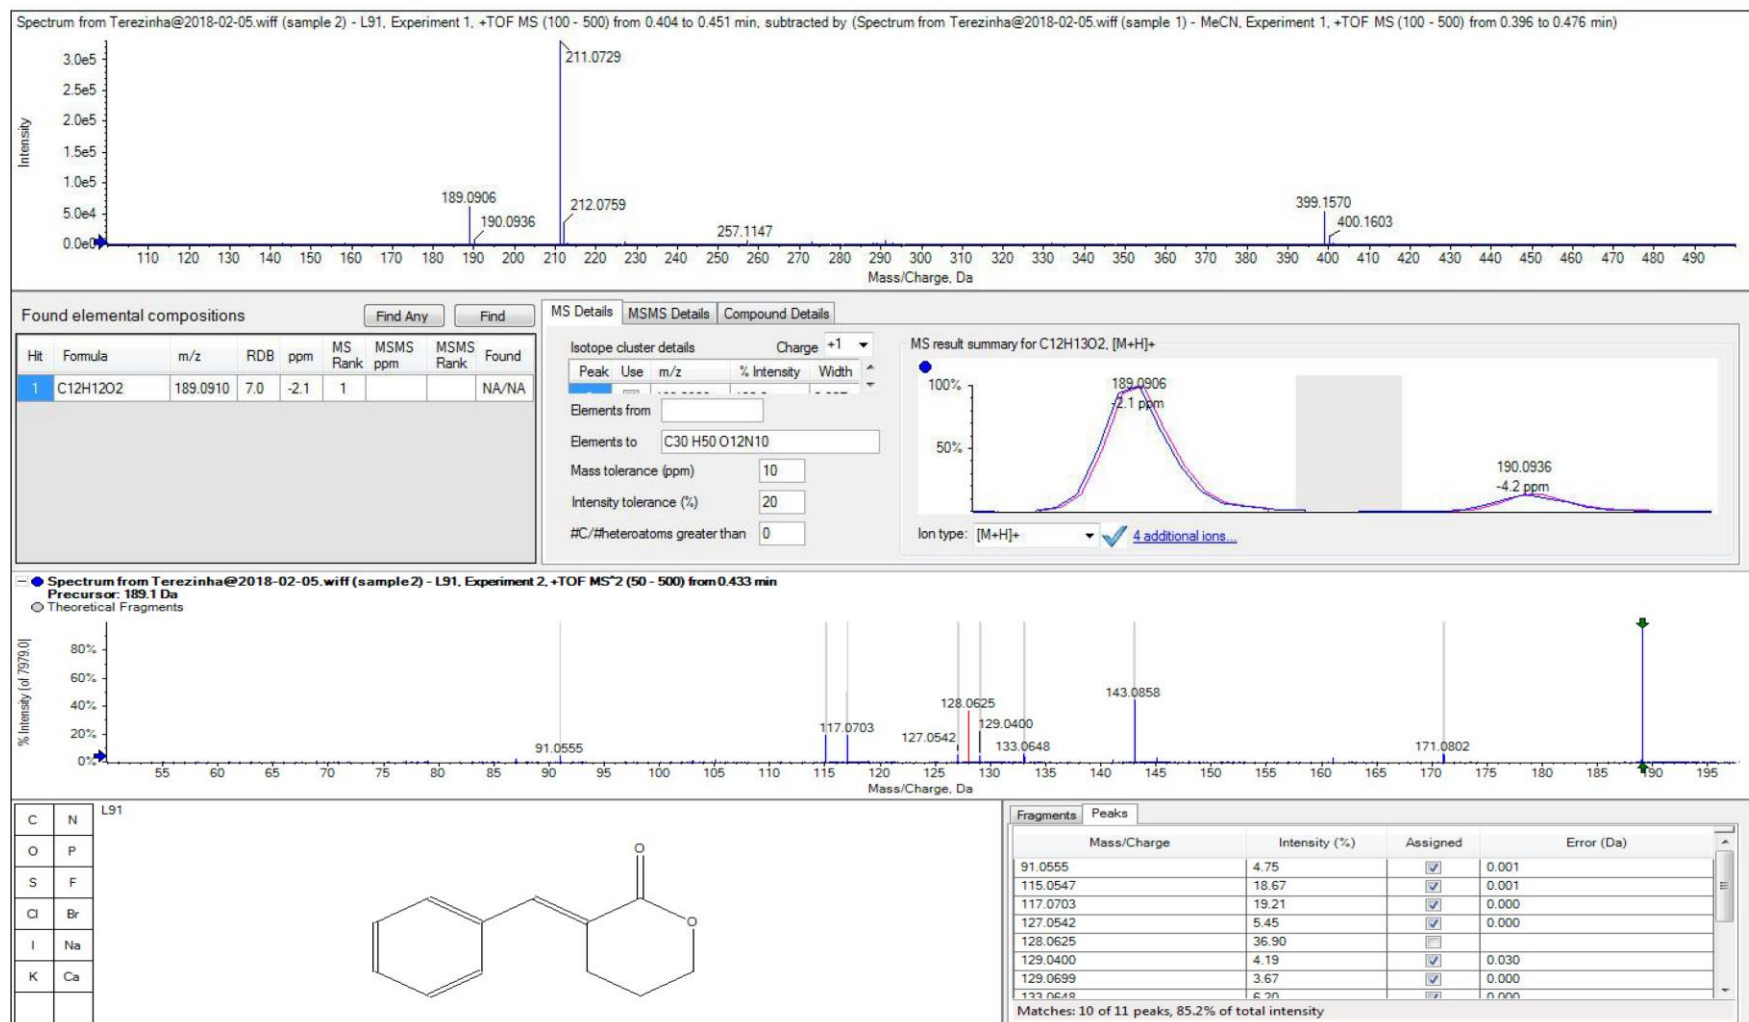 Spectrum from Terezinha@2018-02-05.wiff (sample 2) - L91, Experiment 1, +TOF MS (100 - 500) from 0.404 to 0.451 min, subtracted by (Spectrum from Terezinha@2018-02-05.wiff (sample 1) - MeCN, Experiment 1, +TOF MS (100 - 500) from 0.396 to 0.476 min)
Intensity
3.0e5
2.5e5
2.0e5
1.5e5
1.0e5
5.0e4
0.0e0
211.0729
189.0906
190.0936
212.0759
257.1147
399.1570
400.1603
110 120 130 140 150 160 170 180 190 200 210 220 230 240 250 260 270 280 290 300 310 320 330 340 350 360 370 380 390 400 410 420 430 440 450 460 470 480 490
Mass/Charge, Da
Found elemental compositions
Find Any
Find
Hit Formula m/z RDB ppm MS Rank MSMS ppm MSMS Rank Found
1 C12H12O2 189.0910 7.0 -2.1 1 NA/NA
MS Details MSMS Details Compound Details
Isotope cluster details Charge +1
Peak Use m/z % Intensity Width
Elements from
Elements to C30 H50 O12N10
Mass tolerance (ppm) 10
Intensity tolerance (%) 20
#C/#heteroatoms greater than 0
MS result summary for C12H13O2, [M+H]+
100%
50%
189.0906
-2.1 ppm
190.0936
-4.2 ppm
Ion type: [M+H]+ 4 additional ions...
Spectrum from Terezinha@2018-02-05.wiff (sample 2) - L91, Experiment 2, +TOF MS^2 (50 - 500) from 0.433 min
Precursor: 189.1 Da
Theoretical Fragments
% Intensity (of 7979.0)
80%
60%
40%
20%
0%
91.0555
117.0703
127.0542
128.0625
129.0400
133.0648
143.0858
171.0802
55 60 65 70 75 80 85 90 95 100 105 110 115 120 125 130 135 140 145 150 155 160 165 170 175 180 185 190 195
Mass/Charge, Da
C N
O P
S F
Cl Br
I Na
K Ca
L91
O
O
Fragments Peaks
Mass/Charge Intensity (%) Assigned Error (Da)
91.0555 4.75 0.001
115.0547 18.67 0.001
117.0703 19.21 0.000
127.0542 5.45 0.000
128.0625 36.90
129.0400 4.19 0.030
129.0699 3.67 0.000
133.0648 6.20 0.000
Matches: 10 of 11 peaks, 85.2% of total intensity